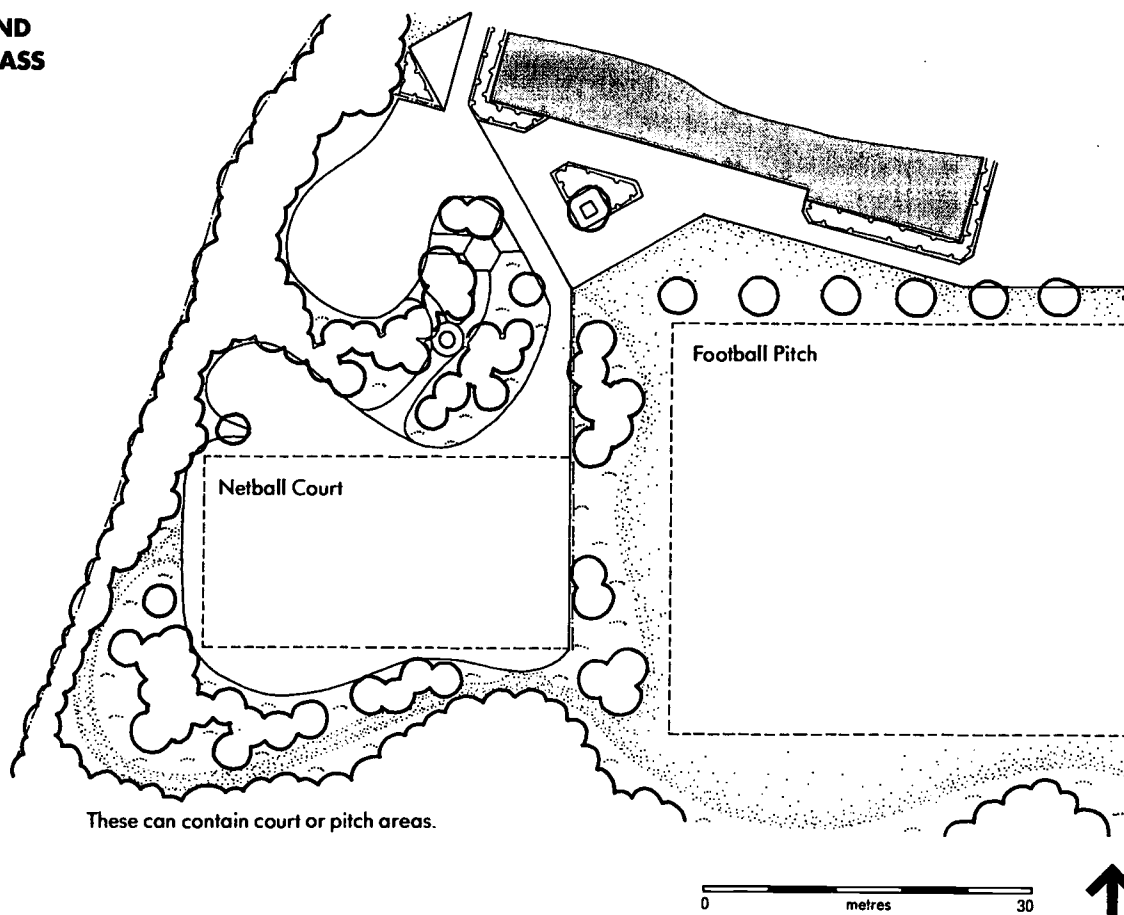 ND
ASS
Football Pitch
Netball Court
These can contain court or pitch areas.
0 metres 30